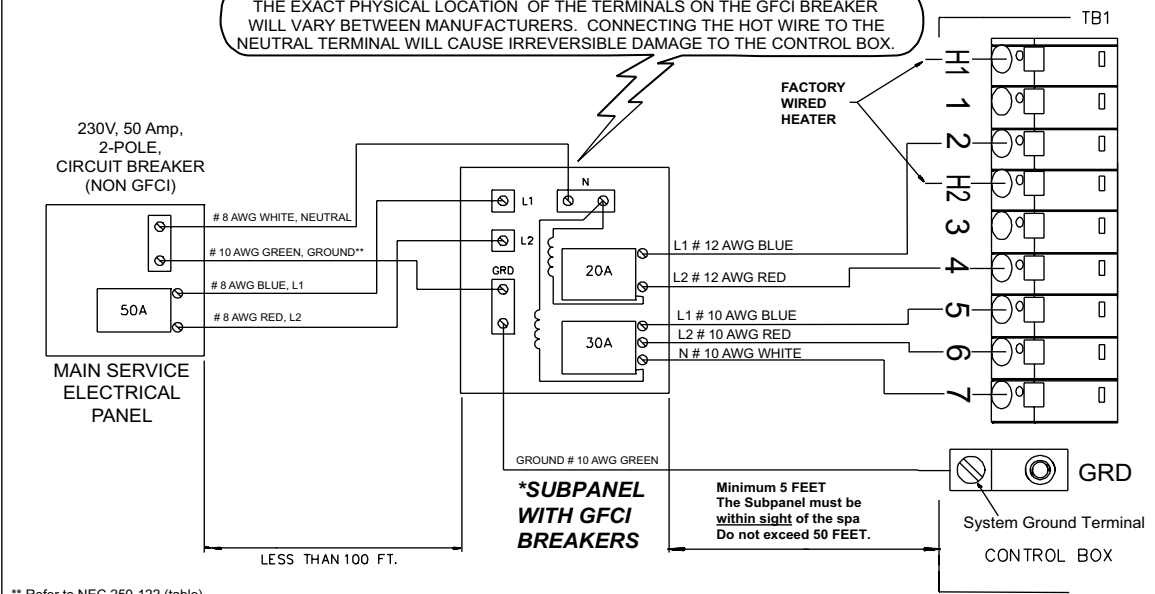 THE EXACT PHYSICAL LOCATION OF THE TERMINALS ON THE GFCI BREAKER
WILL VARY BETWEEN MANUFACTURERS. CONNECTING THE HOT WIRE TO THE
NEUTRAL TERMINAL WILL CAUSE IRREVERSIBLE DAMAGE TO THE CONTROL BOX.
TB1
FACTORY
WIRED
HEATER
H1
1
2
H2
3
4
5
6
7
230V, 50 Amp,
2-POLE,
CIRCUIT BREAKER
(NON GFCI)
# 8 AWG WHITE, NEUTRAL
# 10 AWG GREEN, GROUND**
# 8 AWG BLUE, L1
# 8 AWG RED, L2
50A
MAIN SERVICE
ELECTRICAL
PANEL
N
L1
L2
GRD
20A
30A
L1 # 12 AWG BLUE
L2 # 12 AWG RED
L1 # 10 AWG BLUE
L2 # 10 AWG RED
N # 10 AWG WHITE
GROUND # 10 AWG GREEN
*SUBPANEL
WITH GFCI
BREAKERS
Minimum 5 FEET
The Subpanel must be
within sight of the spa
Do not exceed 50 FEET.
GRD
System Ground Terminal
CONTROL BOX
LESS THAN 100 FT.
** Refer to NEC 250-122 (table)